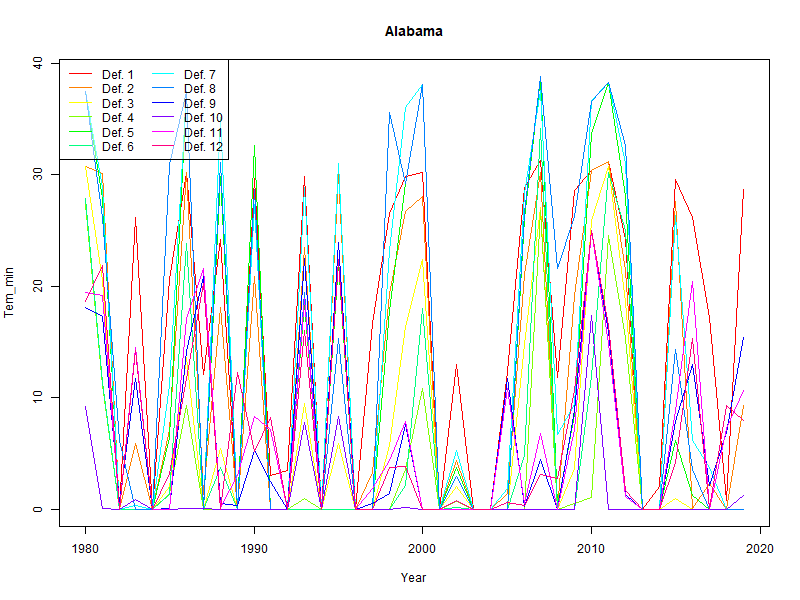 Alabama
Tem_min
40
30
20
10
0
Def. 1 Def. 7
Def. 2 Def. 8
Def. 3 Def. 9
Def. 4 Def. 10
Def. 5 Def. 11
Def. 6 Def. 12
1980 1990 2000 2010 2020
Year